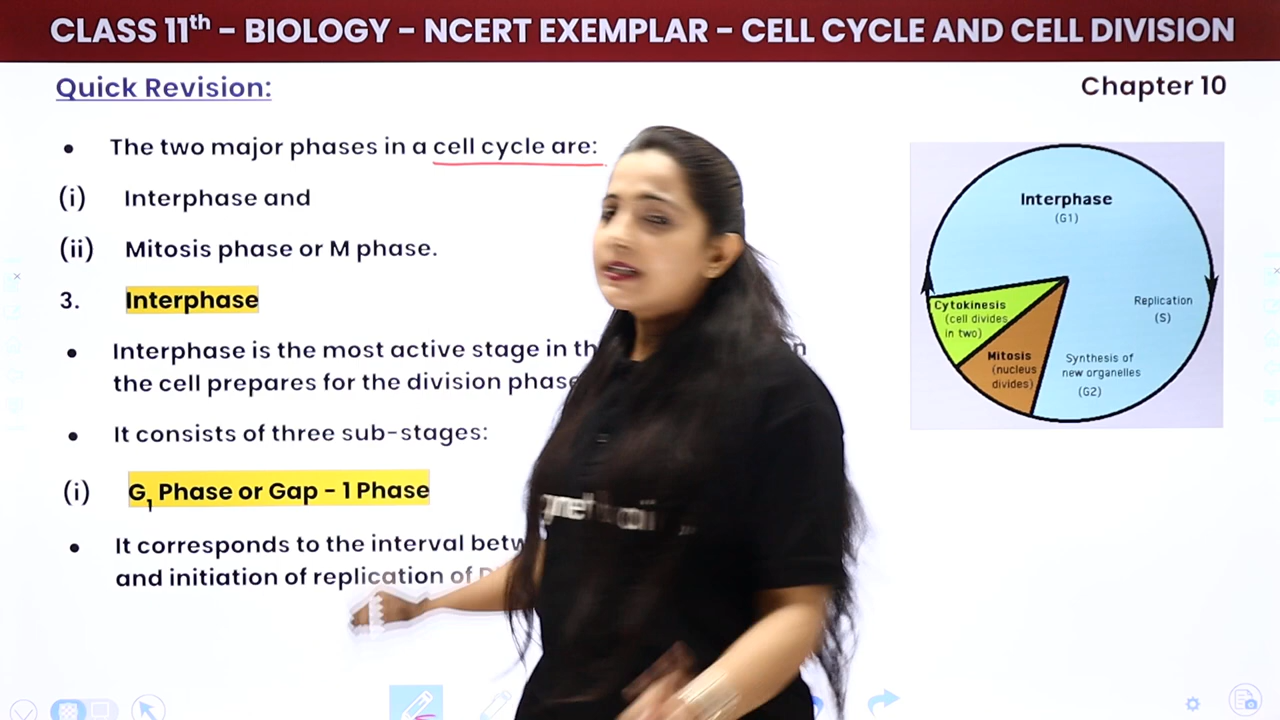 CLASS 11th – BIOLOGY – NCERT EXEMPLAR – CELL CYCLE AND CELL DIVISION
Quick Revision:
Chapter 10
• The two major phases in a cell cycle are:
(i) Interphase and
(ii) Mitosis phase or M phase.
3. Interphase
• Interphase is the most active stage in
the cell prepares for the division phase
• It consists of three sub-stages:
(i) G1 Phase or Gap - 1 Phase
• It corresponds to the interval
and initiation of replication of
Interphase
(G1)
Replication
(S)
Synthesis of
new organelles
(G2)
Cytokinesis
(cell divides
in two)
Mitosis
(nucleus
divides)